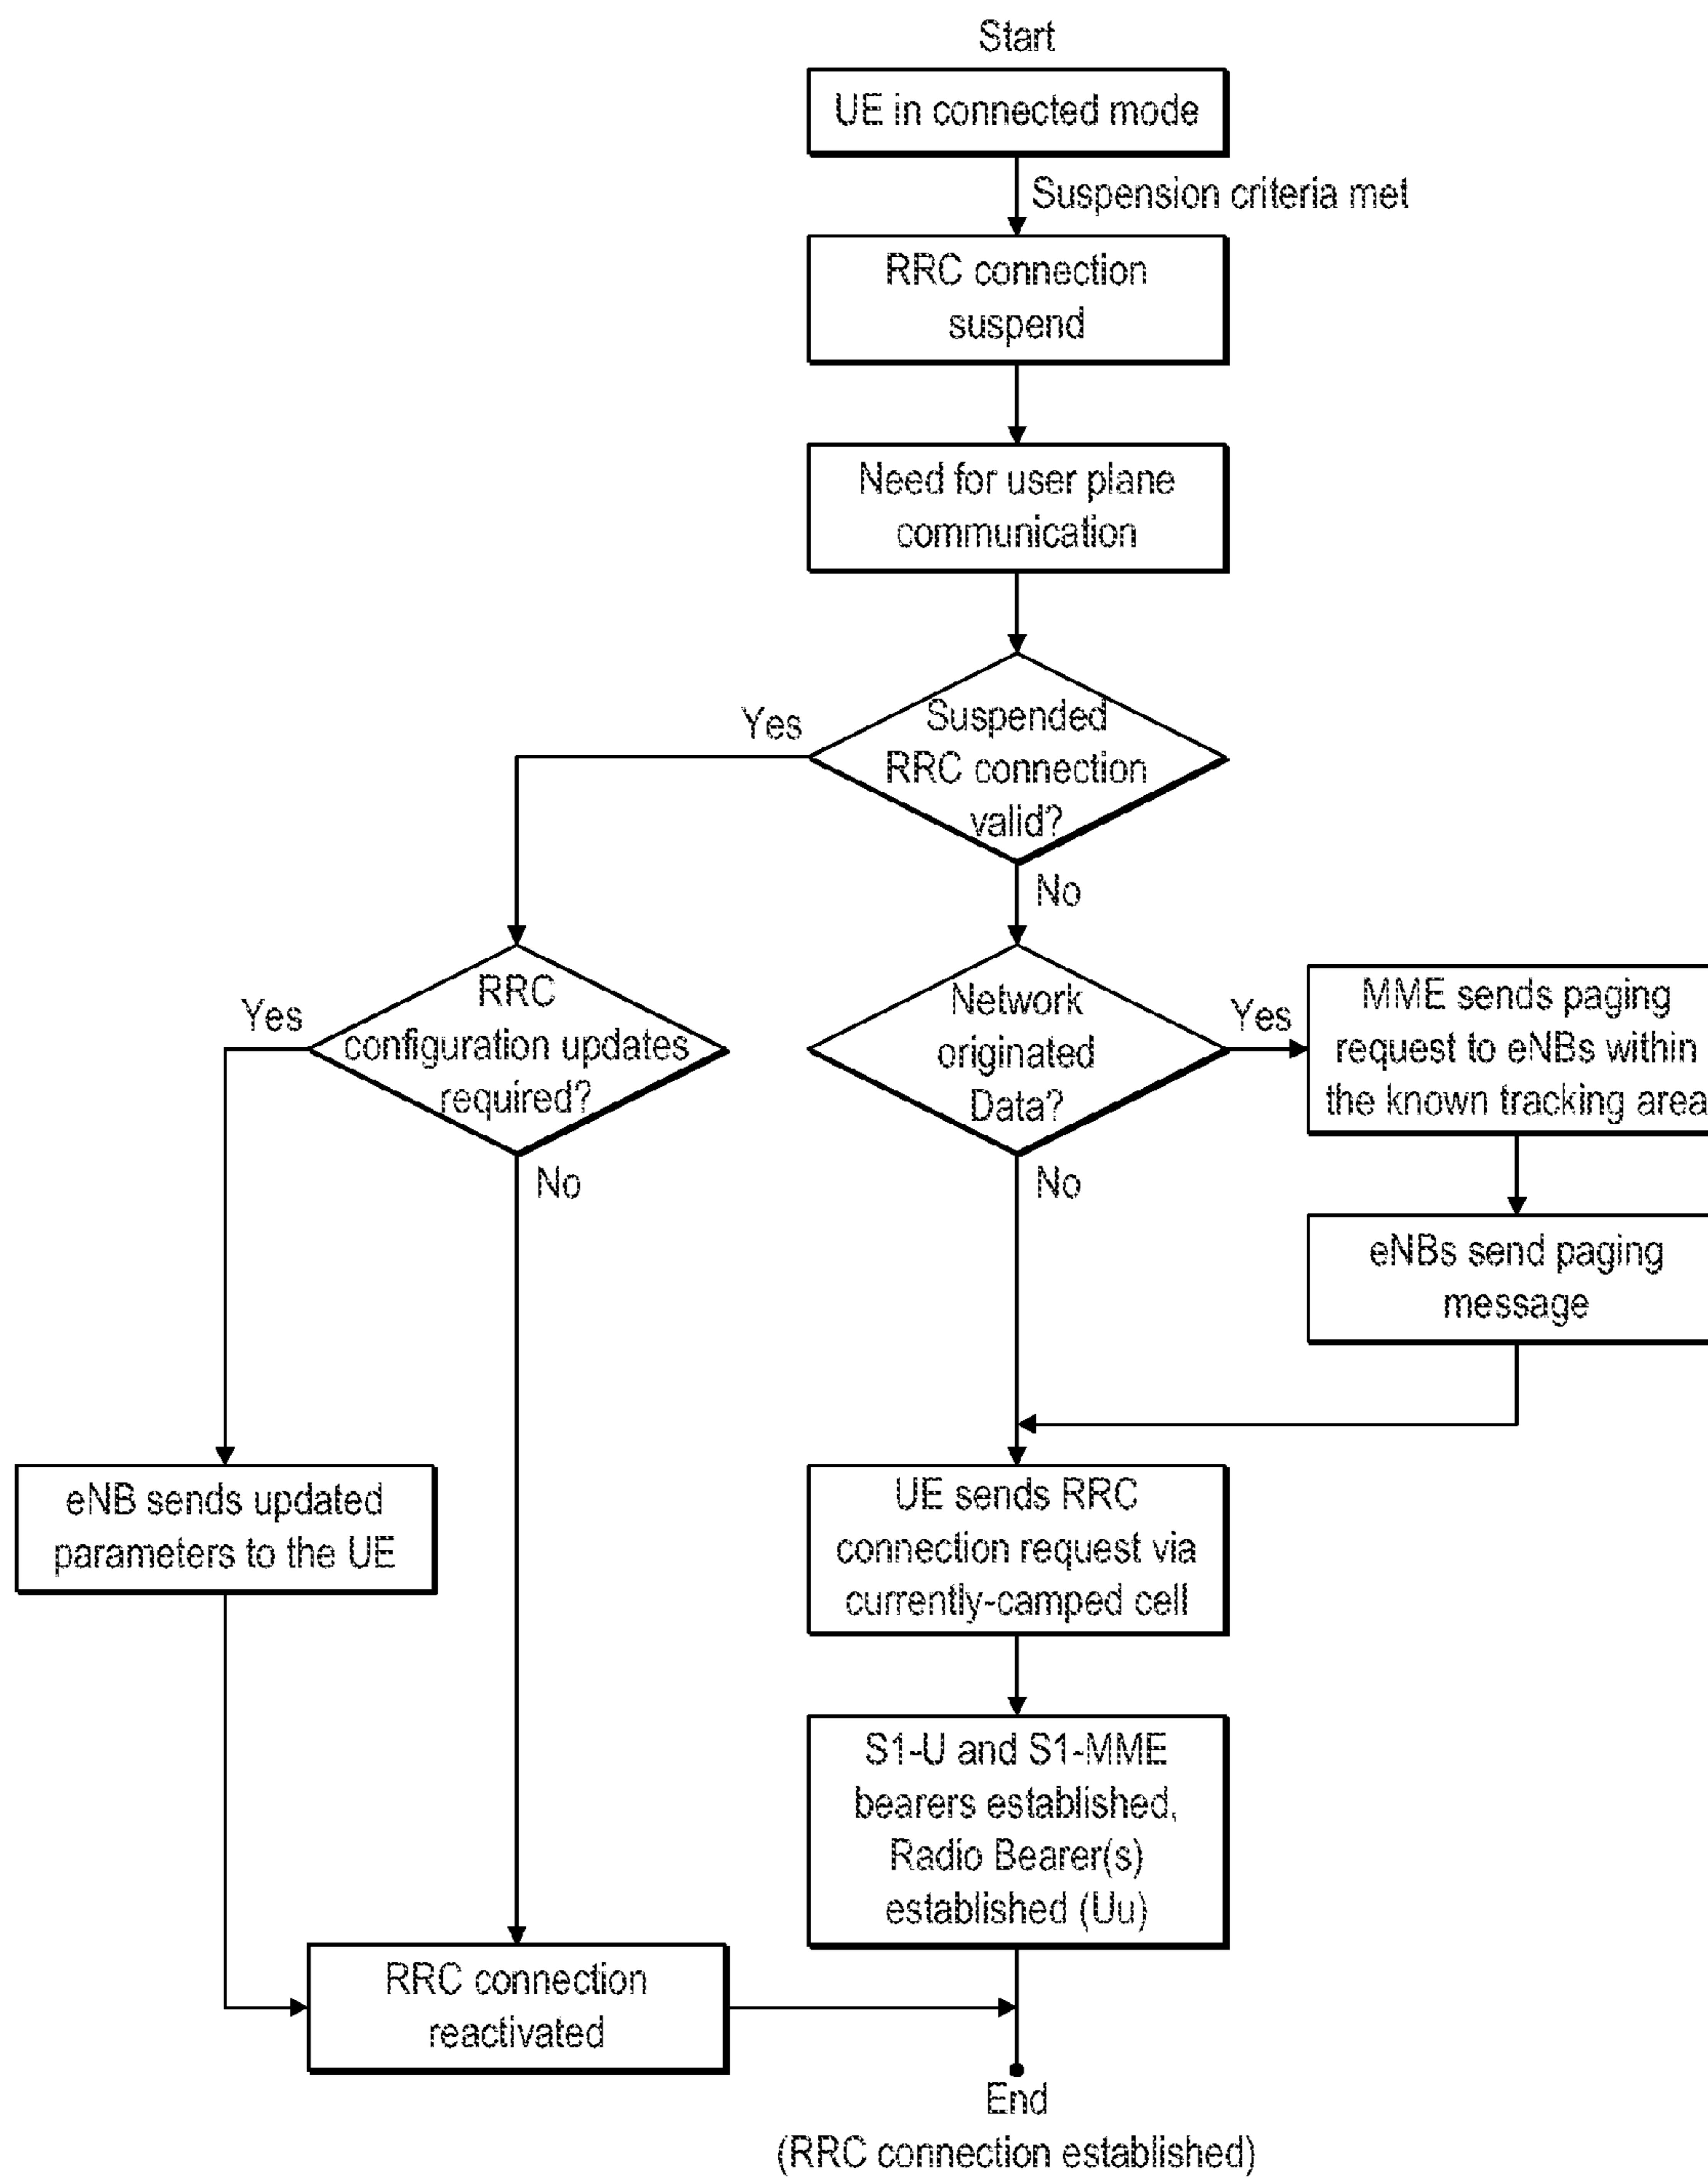 Start
UE in connected mode
Suspension criteria met
RRC connection
suspend
Need for user plane
communication
Yes
Suspended
RRC connection
valid?
No
Yes
RRC
configuration updates
required?
No
Network
originated
Data?
Yes
No
MME sends paging
request to eNBs within
the known tracking area
eNBs send paging
message
eNB sends updated
parameters to the UE
UE sends RRC
connection request via
currently-camped cell
S1-U and S1-MME
bearers established,
Radio Bearer(s)
established (Uu)
RRC connection
reactivated
End
(RRC connection established)